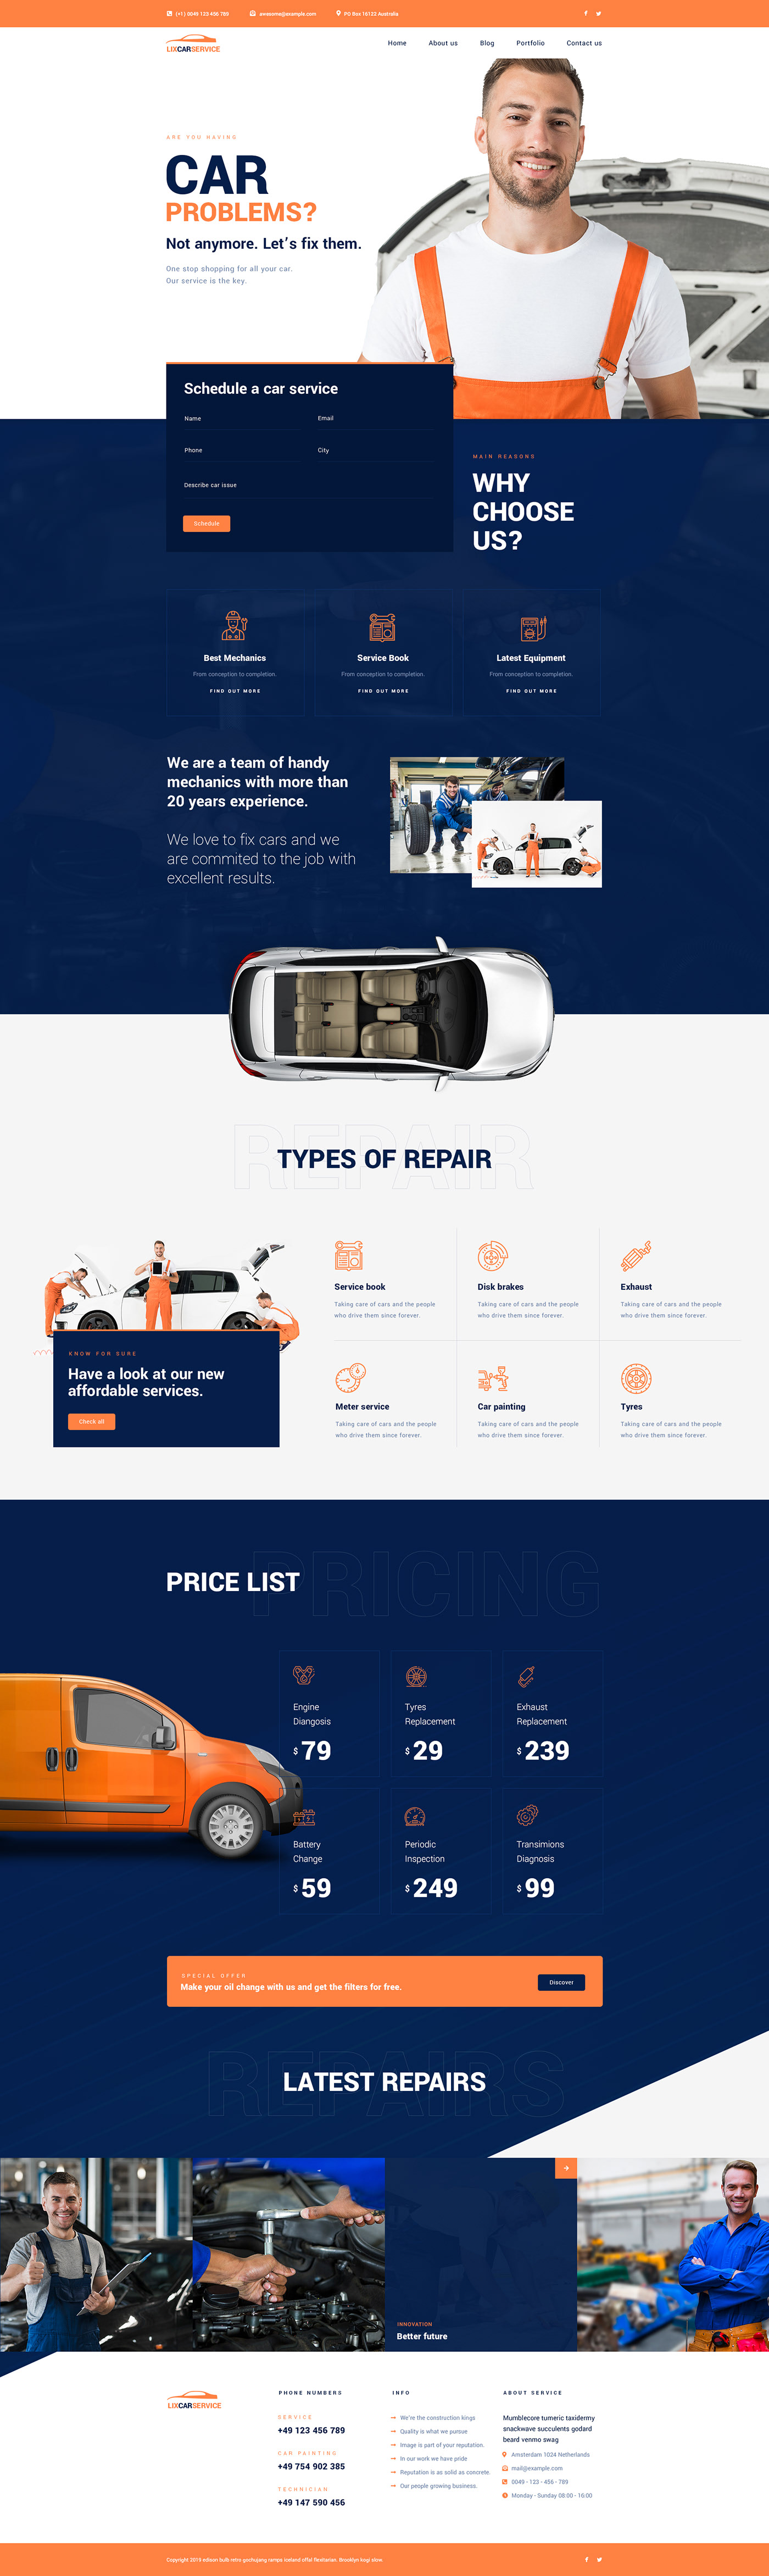 (+1) 0049 123 456 789
awesome@example.com
PO Box 16122 Australia
LIXCARSERVICE
Home
About us
Blog
Portfolio
Contact us
ARE YOU HAVING
CAR
PROBLEMS?
Not anymore. Let's fix them.
One stop shopping for all your car.
Our service is the key.
Schedule a car service
Name
Email
Phone
City
Describe car issue
Schedule
MAIN REASONS
WHY
CHOOSE
US?
Best Mechanics
From conception to completion.
FIND OUT MORE
Service Book
From conception to completion.
FIND OUT MORE
Latest Equipment
From conception to completion.
FIND OUT MORE
We are a team of handy
mechanics with more than
20 years experience.
We love to fix cars and we
are commited to the job with
excellent results.
REPAIR
TYPES OF REPAIR
KNOW FOR SURE
Have a look at our new
affordable services.
Check all
Service book
Taking care of cars and the people
who drive them since forever.
Disk brakes
Taking care of cars and the people
who drive them since forever.
Exhaust
Taking care of cars and the people
who drive them since forever.
Meter service
Taking care of cars and the people
who drive them since forever.
Car painting
Taking care of cars and the people
who drive them since forever.
Tyres
Taking care of cars and the people
who drive them since forever.
PRICING
PRICE LIST
Engine
Diangosis
$ 79
Tyres
Replacement
$ 29
Exhaust
Replacement
$ 239
Battery
Change
$ 59
Periodic
Inspection
$ 249
Transimions
Diagnosis
$ 99
SPECIAL OFFER
Make your oil change with us and get the filters for free.
Discover
REPAIRS
LATEST REPAIRS
INNOVATION
Better future
LIXCARSERVICE
PHONE NUMBERS
SERVICE
+49 123 456 789
CAR PAINTING
+49 754 902 385
TECHNICIAN
+49 147 590 456
INFO
We're the construction kings
Quality is what we pursue
Image is part of your reputation.
In our work we have pride
Reputation is as solid as concrete.
Our people growing business.
ABOUT SERVICE
Mumblecore tumeric taxidermy
snackwave succulents godard
beard venmo swag
Amsterdam 1024 Netherlands
mail@example.com
0049 - 123 - 456 - 789
Monday - Sunday 08:00 - 16:00
Copyright 2019 edison bulb retro gochujang camps iceland offal flexitarian. Brooklyn kogi slow.